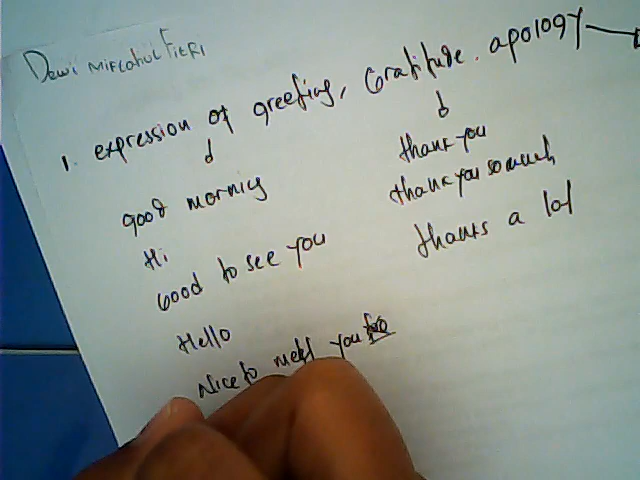 Dewi Miftahul Fitri
1. expression of greeting, Gratitude. apology
good morning
Hi
Good to see you
Hello
Nice to meet you
thank you
thank you so much
thanks a lot